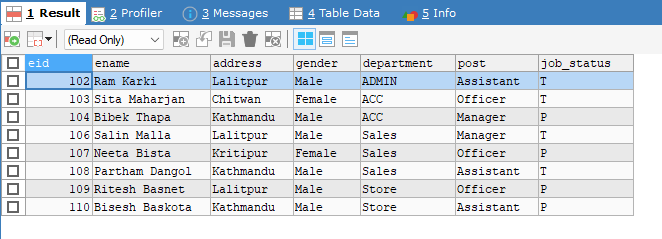 1 Result 2 Profiler 3 Messages 4 Table Data 5 Info
(Read Only)
eid ename address gender department post job_status
102 Ram Karki Lalitpur Male ADMIN Assistant T
103 Sita Maharjan Chitwan Female ACC Officer T
104 Bibek Thapa Kathmandu Male ACC Manager P
106 Salin Malla Lalitpur Male Sales Manager T
107 Neeta Bista Kritipur Female Sales Officer P
108 Partham Dangol Kathmandu Male Sales Assistant T
109 Ritesh Basnet Lalitpur Male Store Officer P
110 Bisesh Baskota Kathmandu Male Store Assistant P